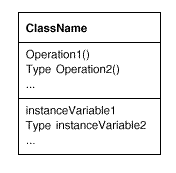 ClassName
Operation1()
Type Operation2()
...
instanceVariable1
Type instanceVariable2
...